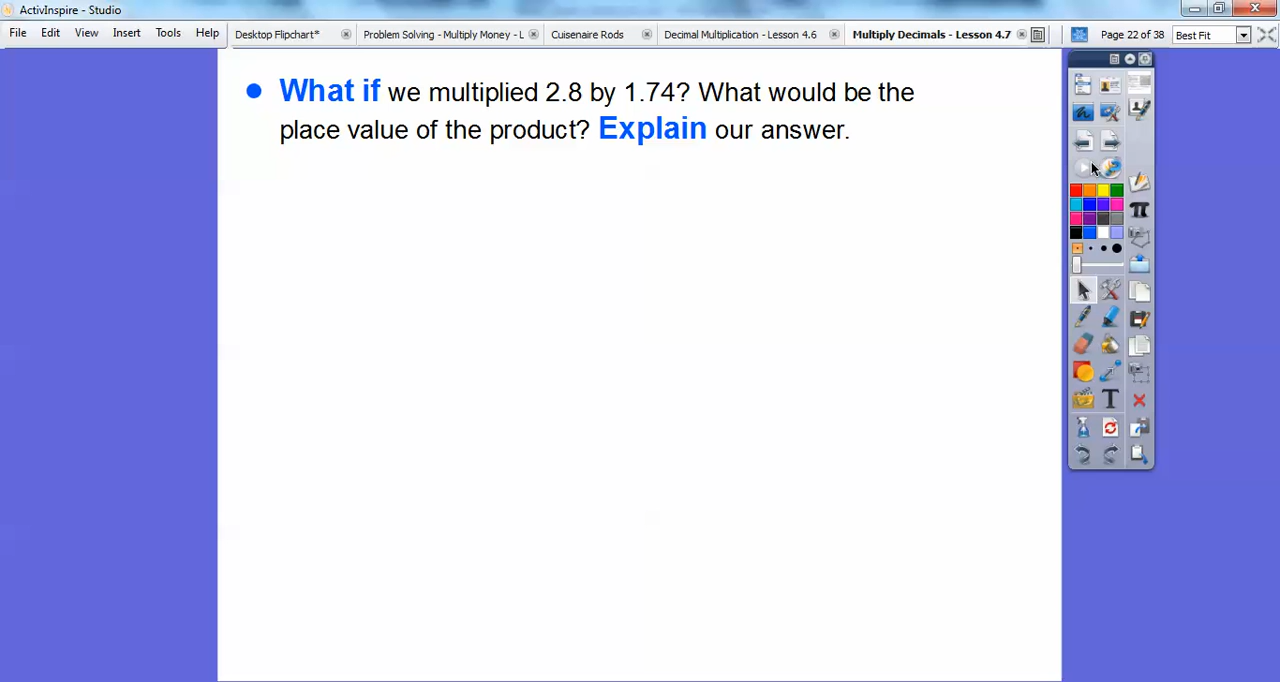 ActivInspire - Studio
File Edit View Insert Tools Help
Desktop Flipchart* Problem Solving - Multiply Money - L Cuisenaire Rods Decimal Multiplication - Lesson 4.6 Multiply Decimals - Lesson 4.7 Page 22 of 38 Best Fit
• What if we multiplied 2.8 by 1.74? What would be the
place value of the product? Explain our answer.